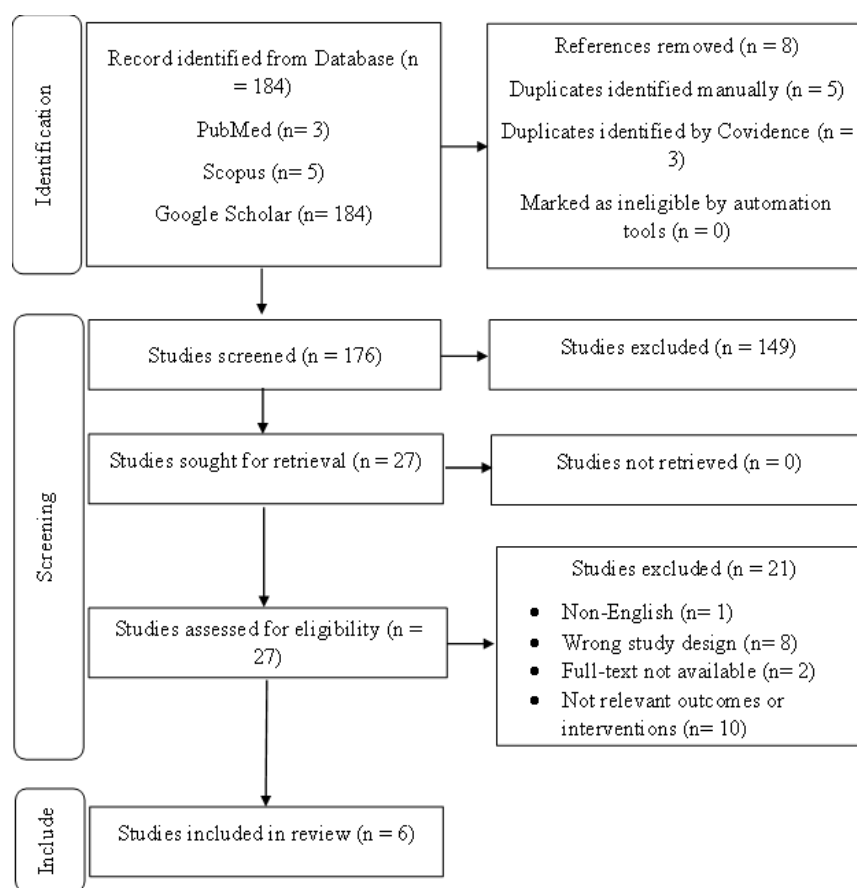 Identification
Record identified from Database (n
= 184)
PubMed (n= 3)
Scopus (n= 5)
Google Scholar (n= 184)
References removed (n = 8)
Duplicates identified manually (n = 5)
Duplicates identified by Covidence (n =
3)
Marked as ineligible by automation
tools (n = 0)
Screening
Studies screened (n = 176)
Studies excluded (n = 149)
Studies sought for retrieval (n = 27)
Studies not retrieved (n = 0)
Studies assessed for eligibility (n =
27)
Studies excluded (n = 21)
• Non-English (n= 1)
• Wrong study design (n= 8)
• Full-text not available (n= 2)
• Not relevant outcomes or
interventions (n= 10)
Include
Studies included in review (n = 6)